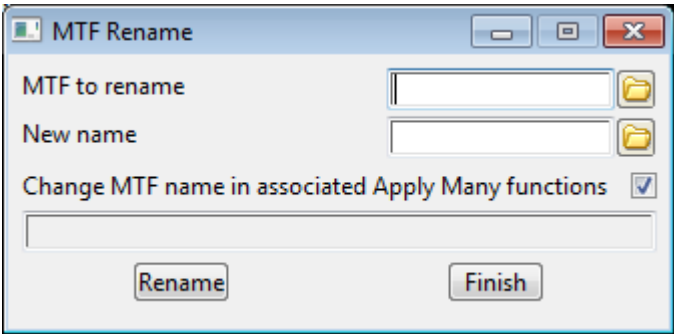 MTF Rename
MTF to rename
New name
Change MTF name in associated Apply Many functions
Rename Finish